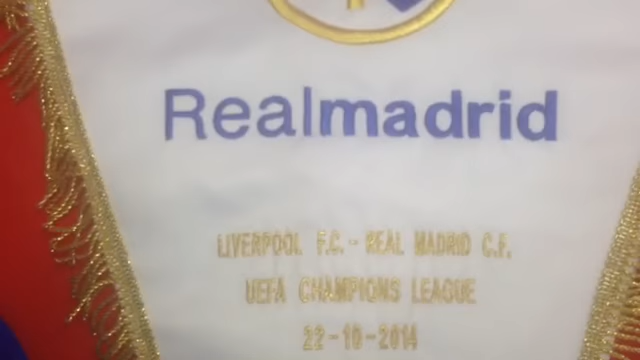 Realmadrid
LIVERPOOL F.C. - REAL MADRID C.F.
UEFA CHAMPIONS LEAGUE
22-10-2014